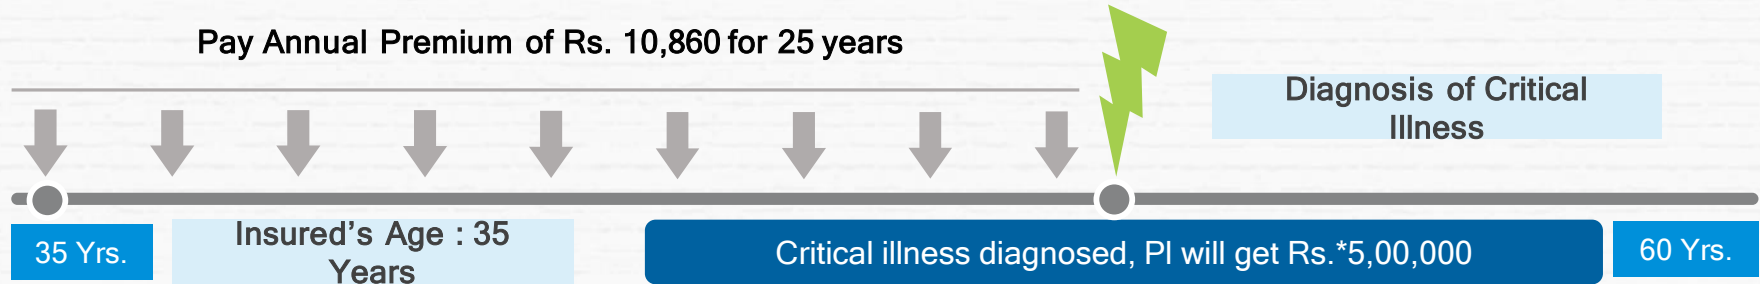 Pay Annual Premium of Rs. 10,860 for 25 years
Diagnosis of Critical
Illness
35 Yrs.
Insured’s Age : 35
Years
Critical illness diagnosed, PI will get Rs.*5,00,000
60 Yrs.